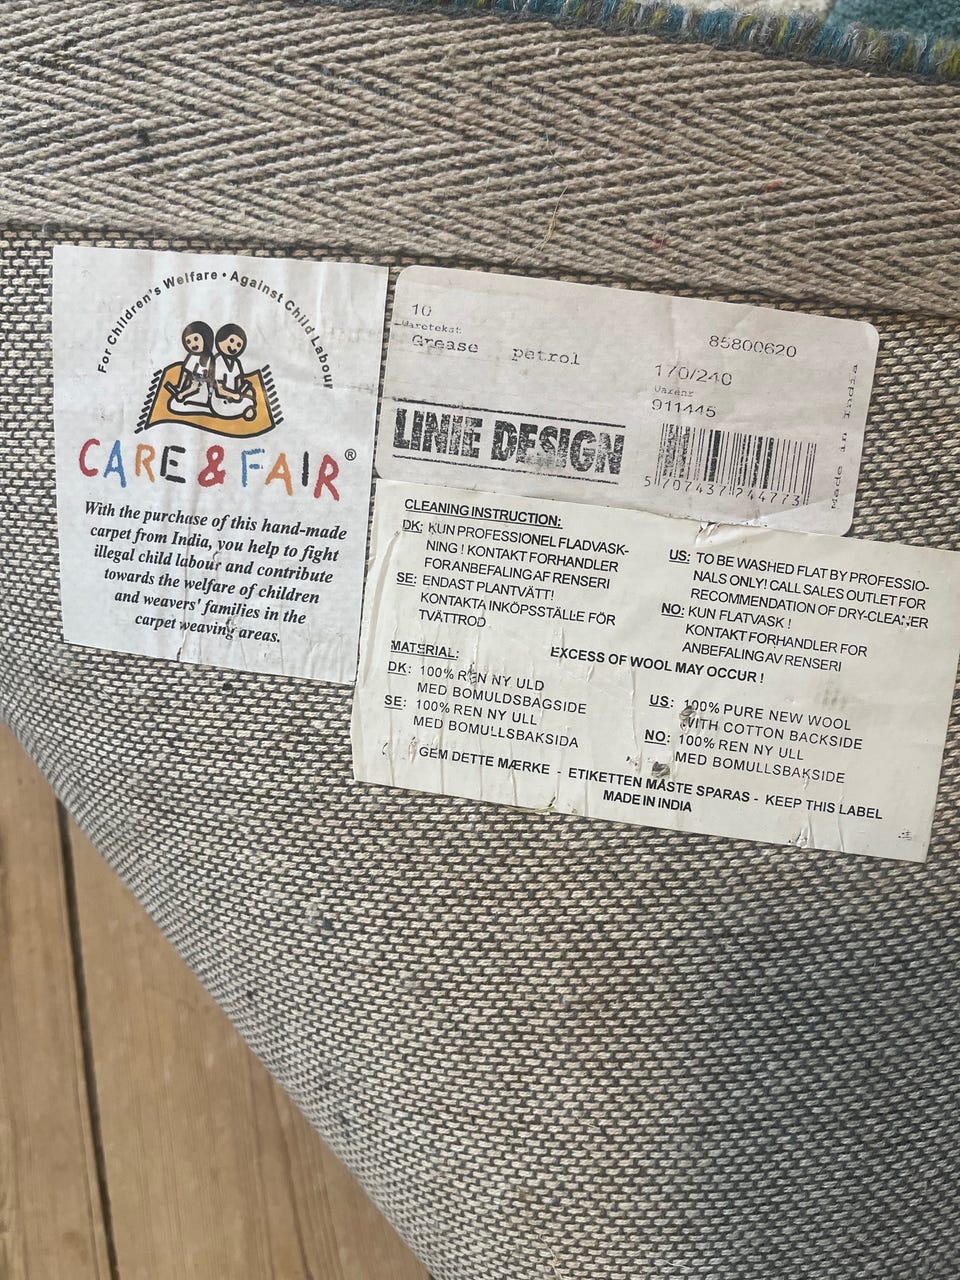 For Children's Welfare • Against Child Labour
CARE & FAIR®
With the purchase of this hand-made
carpet from India, you help to fight
illegal child labour and contribute
towards the welfare of children
and weavers' families in the
carpet weaving areas.
10
Varetekst:
Grease petrol
85800620
170/240
Varenr
911445
LINIE DESIGN
5 707437 744773
Made in India
CLEANING INSTRUCTION:
DK: KUN PROFESSIONEL FLADVASK-
NING ! KONTAKT FORHANDLER
FOR ANBEFALING AF RENSERI
SE: ENDAST PLANTVÄTT!
KONTAKTA INKÖPSSTÄLLE FÖR
TVÄTTROD
US: TO BE WASHED FLAT BY PROFESSIO-
NALS ONLY! CALL SALES OUTLET FOR
RECOMMENDATION OF DRY-CLEANER
NO: KUN FLATVASK !
KONTAKT FORHANDLER FOR
ANBEFALING AV RENSERI
EXCESS OF WOOL MAY OCCUR !
MATERIAL:
DK: 100% REN NY ULD
MED BOMULDSBAGSIDE
SE: 100% REN NY ULL
MED BOMULLSBAKSIDA
US: 100% PURE NEW WOOL
WITH COTTON BACKSIDE
NO: 100% REN NY ULL
MED BOMULLSBAKSIDE
GEM DETTE MÆRKE - ETIKETTEN MÅSTE SPARAS - KEEP THIS LABEL
MADE IN INDIA